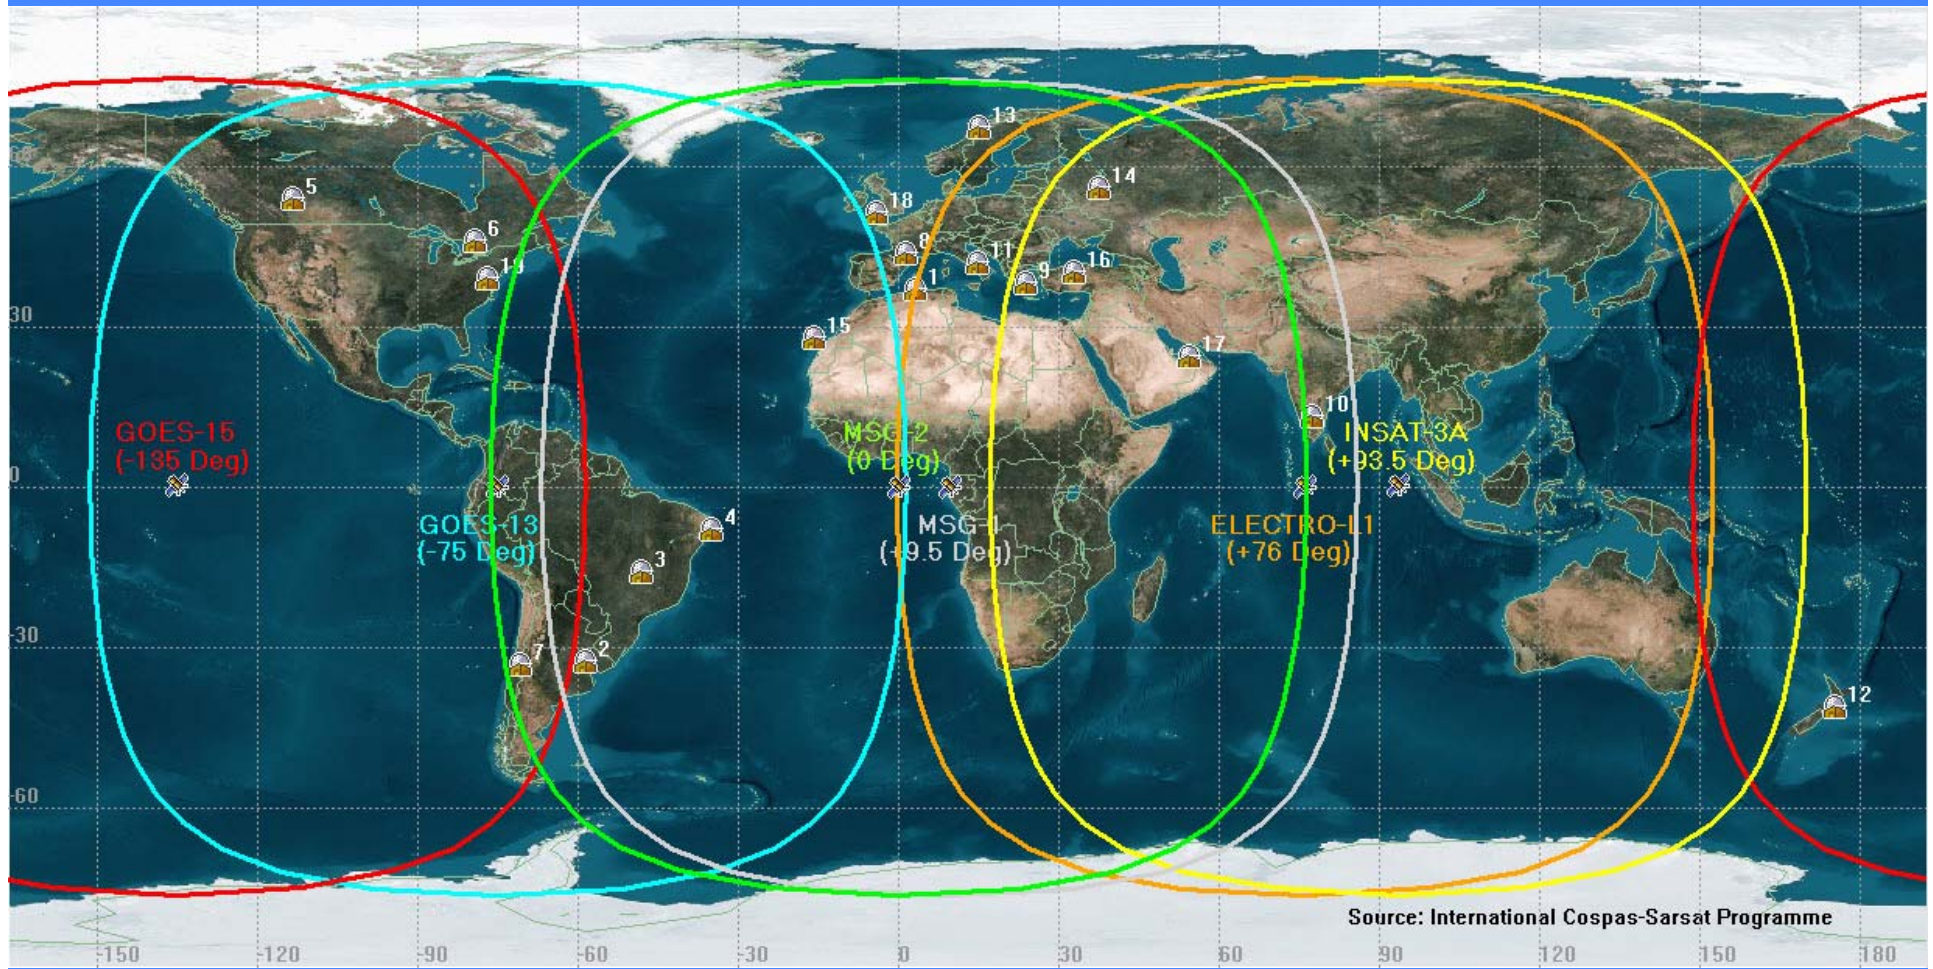 13
14
5
18
6
8
11
16
9
19
1
30
15
17
10
GOES-15
(-135 Deg)
MSG-2
(0 Deg)
INSAT-3A
(+93.5 Deg)
0
GOES-13
(-75 Deg)
4
MSG-1
(+9.5 Deg)
ELECTRO-L1
(+76 Deg)
3
-30
7
2
12
-60
Source: International Cospas-Sarsat Programme
-150 -120 -90 -60 -30 0 30 60 90 120 150 180